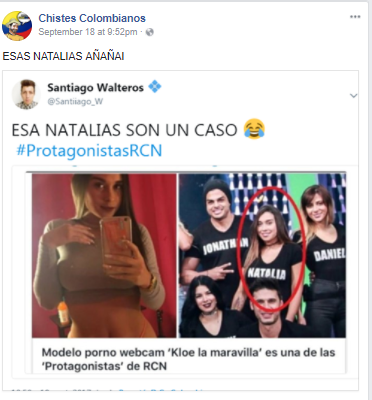 Chistes Colombianos
September 18 at 9:52pm
ESAS NATALIAS AÑAÑAI
Santiago Walteros
@Santiiago_W
ESA NATALIAS SON UN CASO 😂
#ProtagonistasRCN
JONATHAN
NATALIA
DANIEL
Modelo porno webcam 'Kloe la maravilla' es una de las
'Protagonistas' de RCN